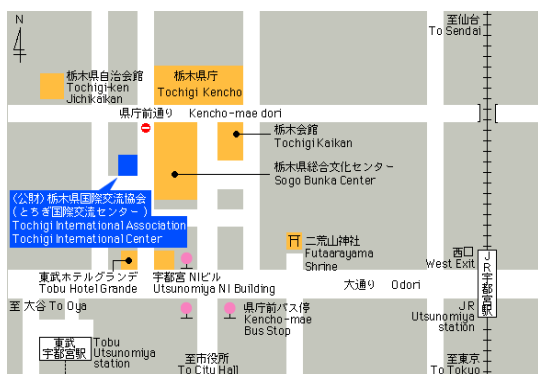 N
至仙台
To Sendai
栃木県自治会館
Tochigi-ken
Jichikaikan
栃木県庁
Tochigi Kencho
県庁前通り Kencho-mae dori
栃木会館
Tochigi Kaikan
栃木県総合文化センター
Sogo Bunka Center
(公財)栃木県国際交流協会
(とちぎ国際交流センター)
Tochigi International Association
Tochigi International Center
二荒山神社
Futaarayama
Shrine
西口
West Exit
JR宇都宮駅
東武ホテルグランデ
Tobu Hotel Grande
宇都宮NIビル
Utsunomiya NI Building
大通り Odori
至大谷 To Oya
県庁前バス停
Kencho-mae
Bus Stop
JR
Utsunomiya
station
東武
宇都宮駅
Tobu
Utsunomiya
station
至市役所
To City Hall
至東京
To Tokyo